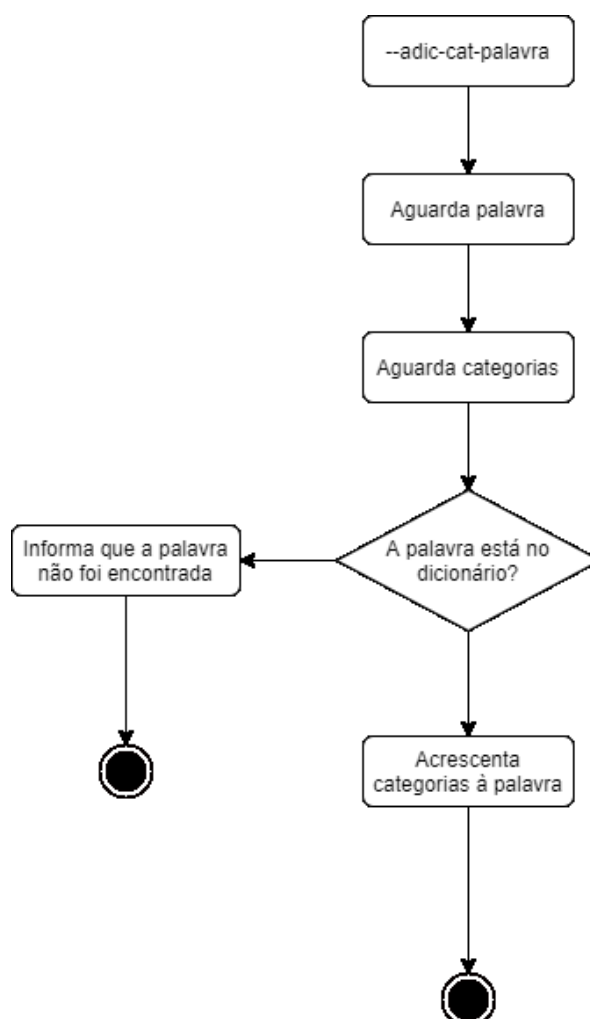 --adic-cat-palavra
Aguarda palavra
Aguarda categorias
A palavra está no
dicionário?
Informa que a palavra
não foi encontrada
Acrescenta
categorias à palavra